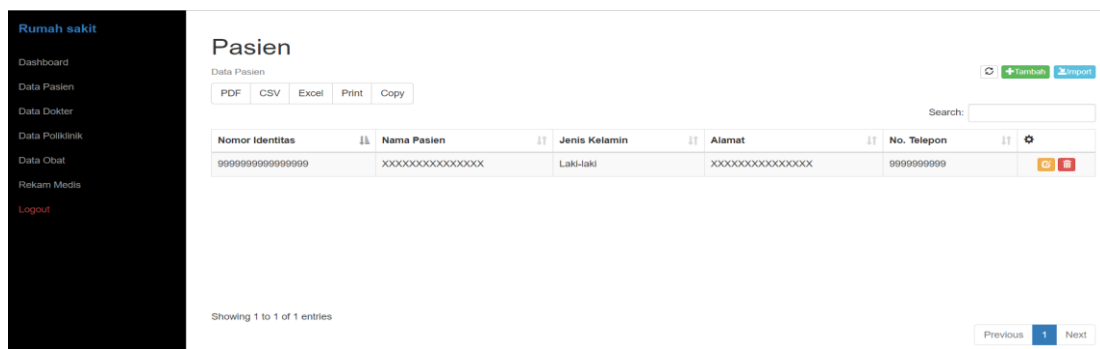 Rumah sakit
Dashboard
Data Pasien
Data Dokter
Data Poliklinik
Data Obat
Rekam Medis
Logout
Pasien
Data Pasien
Tambah Import
PDF CSV Excel Print Copy
Search:
Nomor Identitas Nama Pasien Jenis Kelamin Alamat No. Telepon
9999999999999999 XXXXXXXXXXXXXXX Laki-laki XXXXXXXXXXXXXXX 9999999999
Showing 1 to 1 of 1 entries
Previous 1 Next